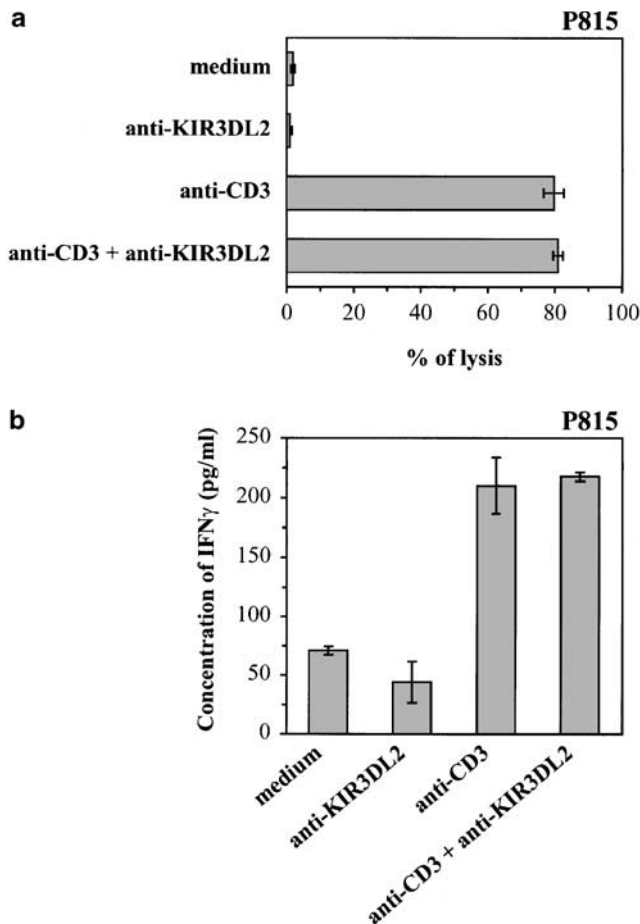 a
P815
medium
anti-KIR3DL2
anti-CD3
anti-CD3 + anti-KIR3DL2
0 20 40 60 80 100
% of lysis
b
P815
Concentration of IFNγ (pg/ml)
250
200
150
100
50
0
medium
anti-KIR3DL2
anti-CD3
anti-CD3 + anti-KIR3DL2